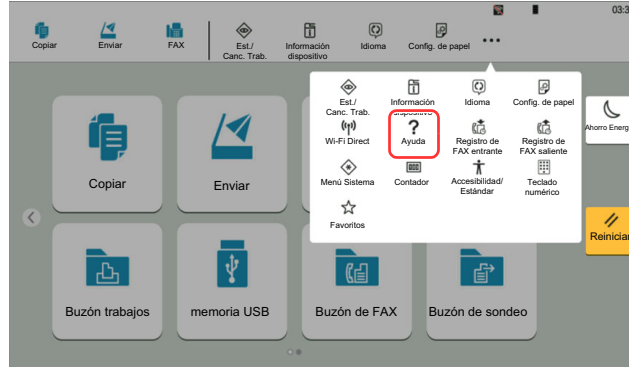 03:3
Copiar
Enviar
FAX
Est./
Canc. Trab.
Información
dispositivo
Idioma
Config. de papel
Est./
Canc. Trab.
Información
dispositivo
Idioma
Config. de papel
Wi-Fi Direct
Ayuda
Registro de
FAX entrante
Registro de
FAX saliente
Menú Sistema
Contador
Accesibilidad/
Estándar
Teclado
numérico
Favoritos
Ahorro Energ.
Reiniciar
Copiar
Enviar
Buzón trabajos
memoria USB
Buzón de FAX
Buzón de sondeo